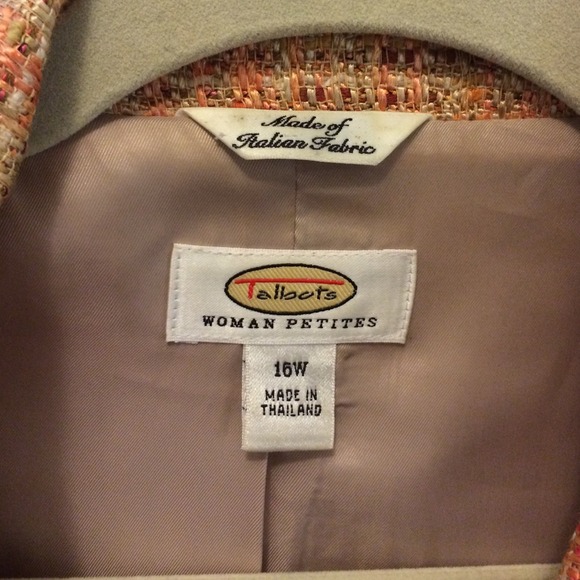 Made of
Italian Fabric
Talbots
WOMAN PETITES
16W
MADE IN
THAILAND